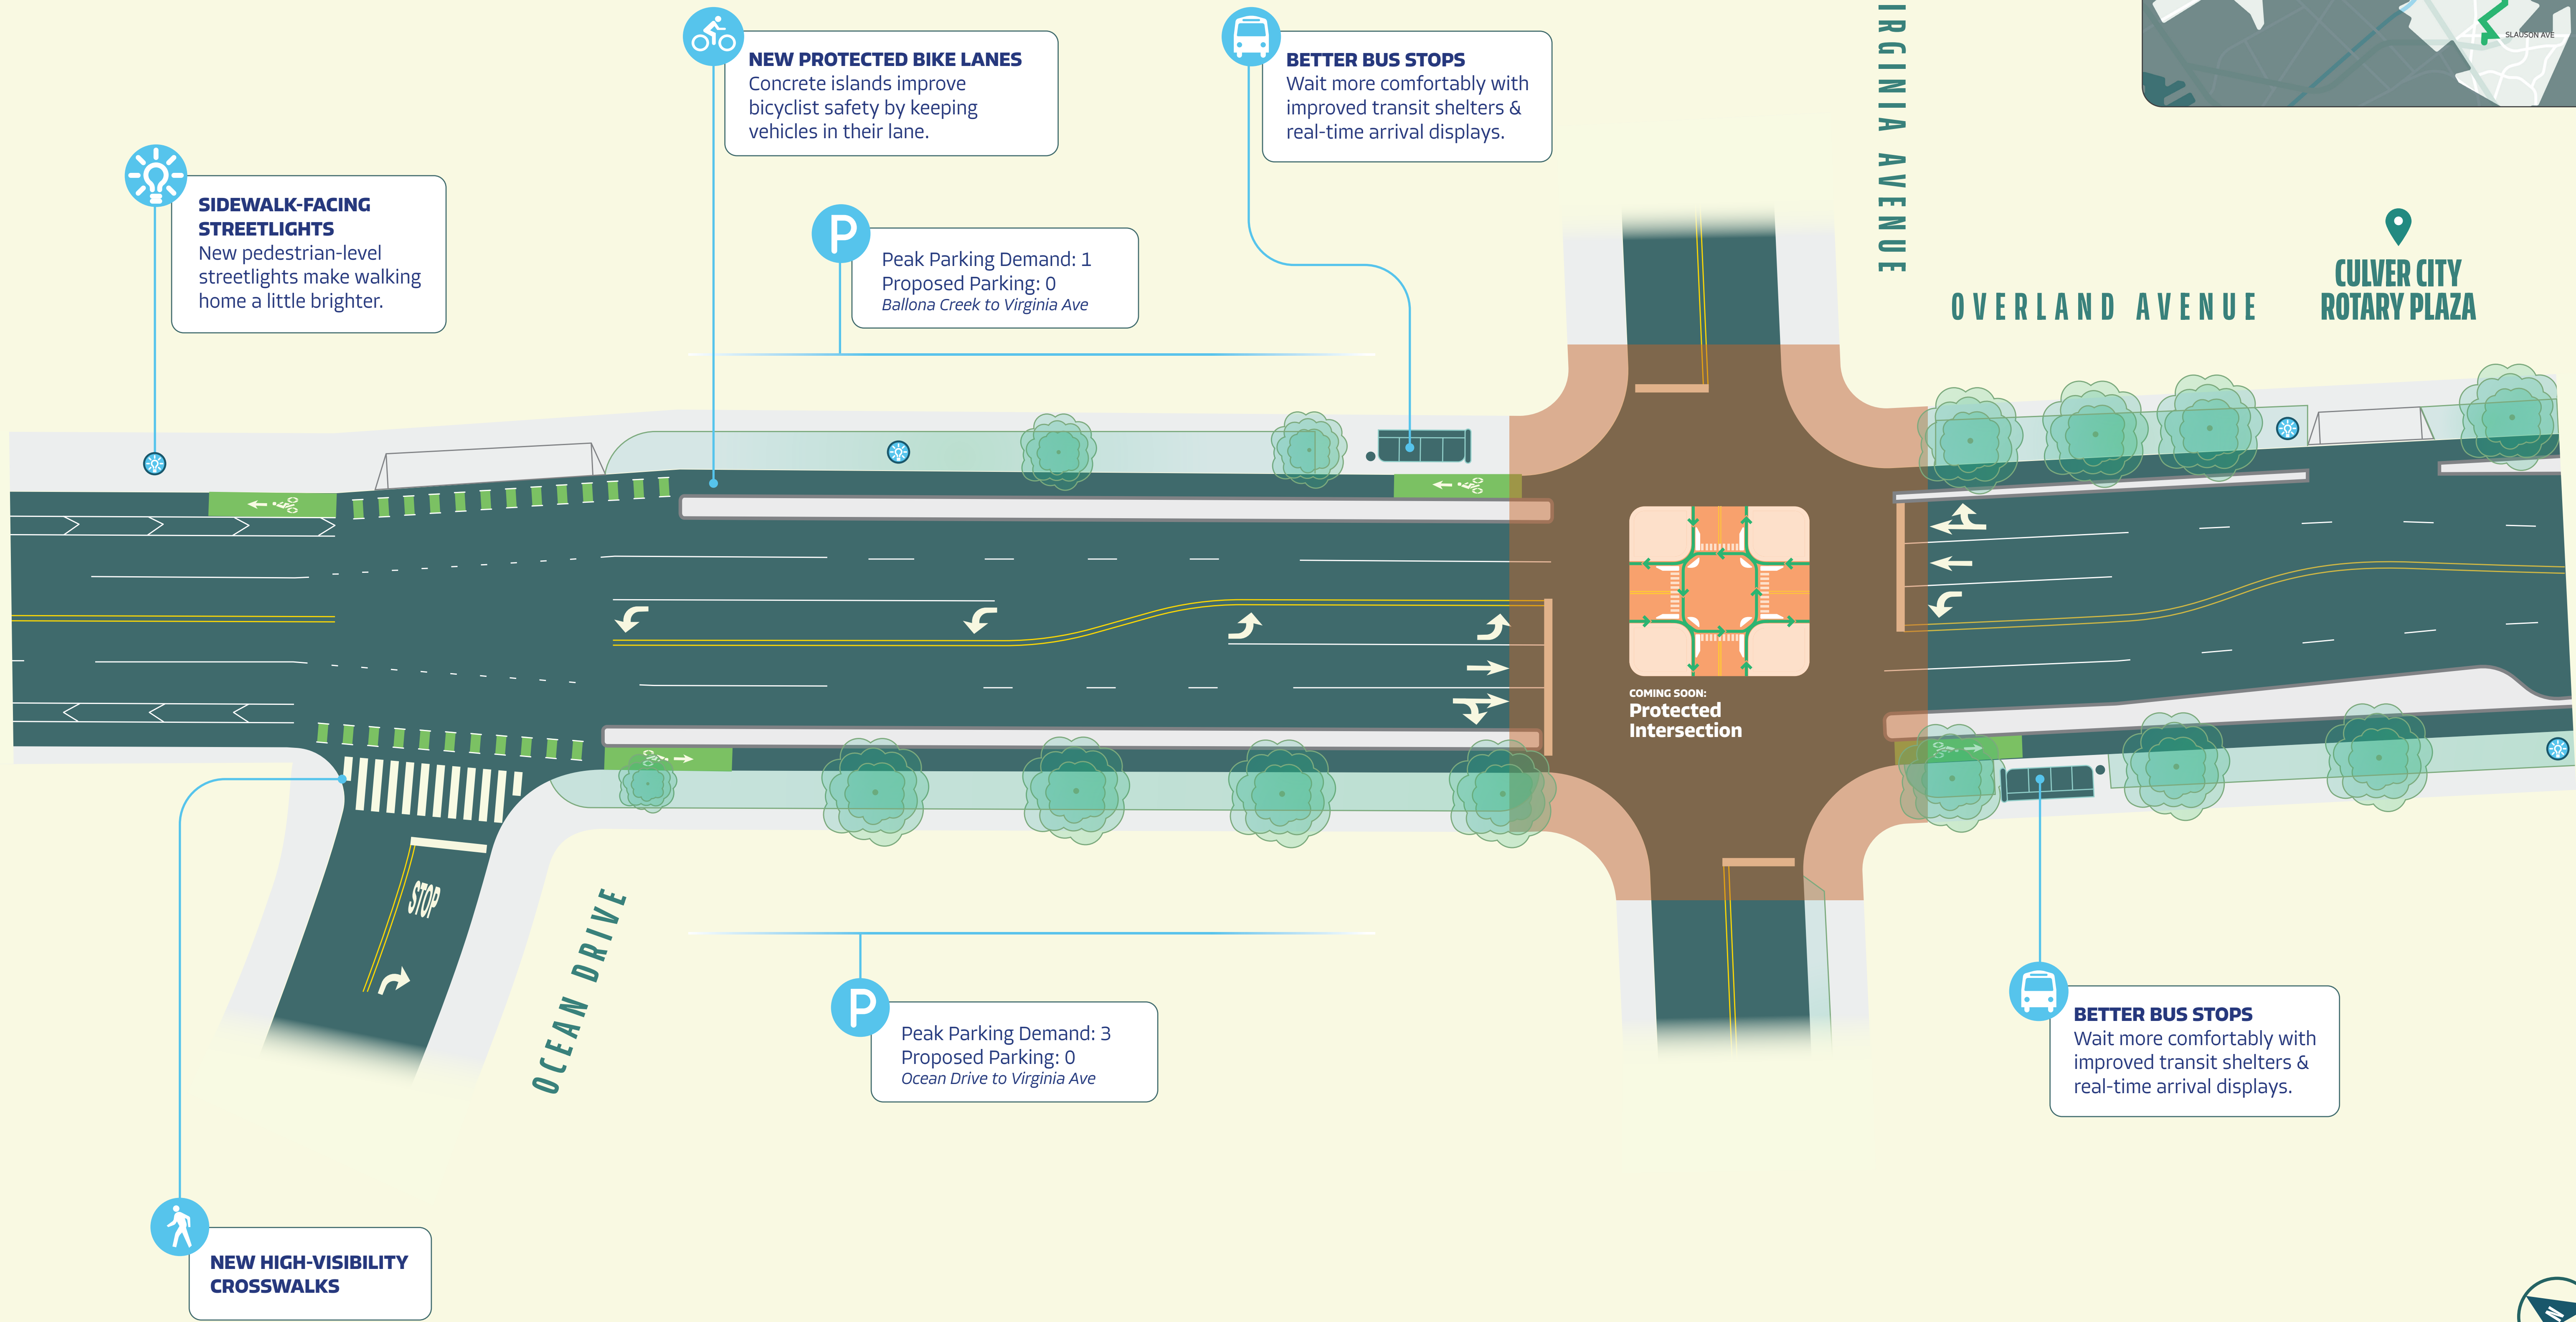 SLAUSON AVE
NEW PROTECTED BIKE LANES
Concrete islands improve
bicyclist safety by keeping
vehicles in their lane.
BETTER BUS STOPS
Wait more comfortably with
improved transit shelters &
real-time arrival displays.
IRGINIA AVENUE
SIDEWALK-FACING
STREETLIGHTS
New pedestrian-level
streetlights make walking
home a little brighter.
P
Peak Parking Demand: 1
Proposed Parking: 0
Ballona Creek to Virginia Ave
OVERLAND AVENUE
CULVER CITY
ROTARY PLAZA
COMING SOON:
Protected
Intersection
STOP
OCEAN DRIVE
P
Peak Parking Demand: 3
Proposed Parking: 0
Ocean Drive to Virginia Ave
BETTER BUS STOPS
Wait more comfortably with
improved transit shelters &
real-time arrival displays.
NEW HIGH-VISIBILITY
CROSSWALKS
N